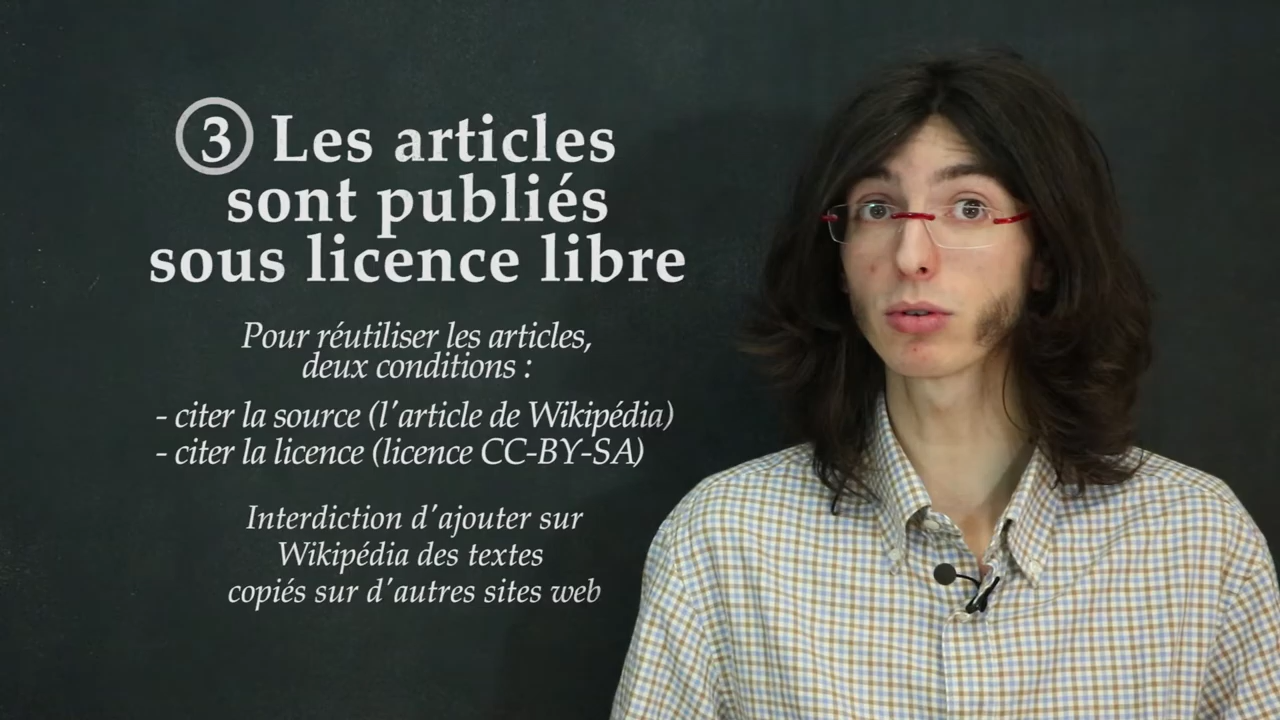 3 Les articles
sont publiés
sous licence libre
Pour réutiliser les articles,
deux conditions :
- citer la source (l'article de Wikipédia)
- citer la licence (licence CC-BY-SA)
Interdiction d'ajouter sur
Wikipédia des textes
copiés sur d'autres sites web